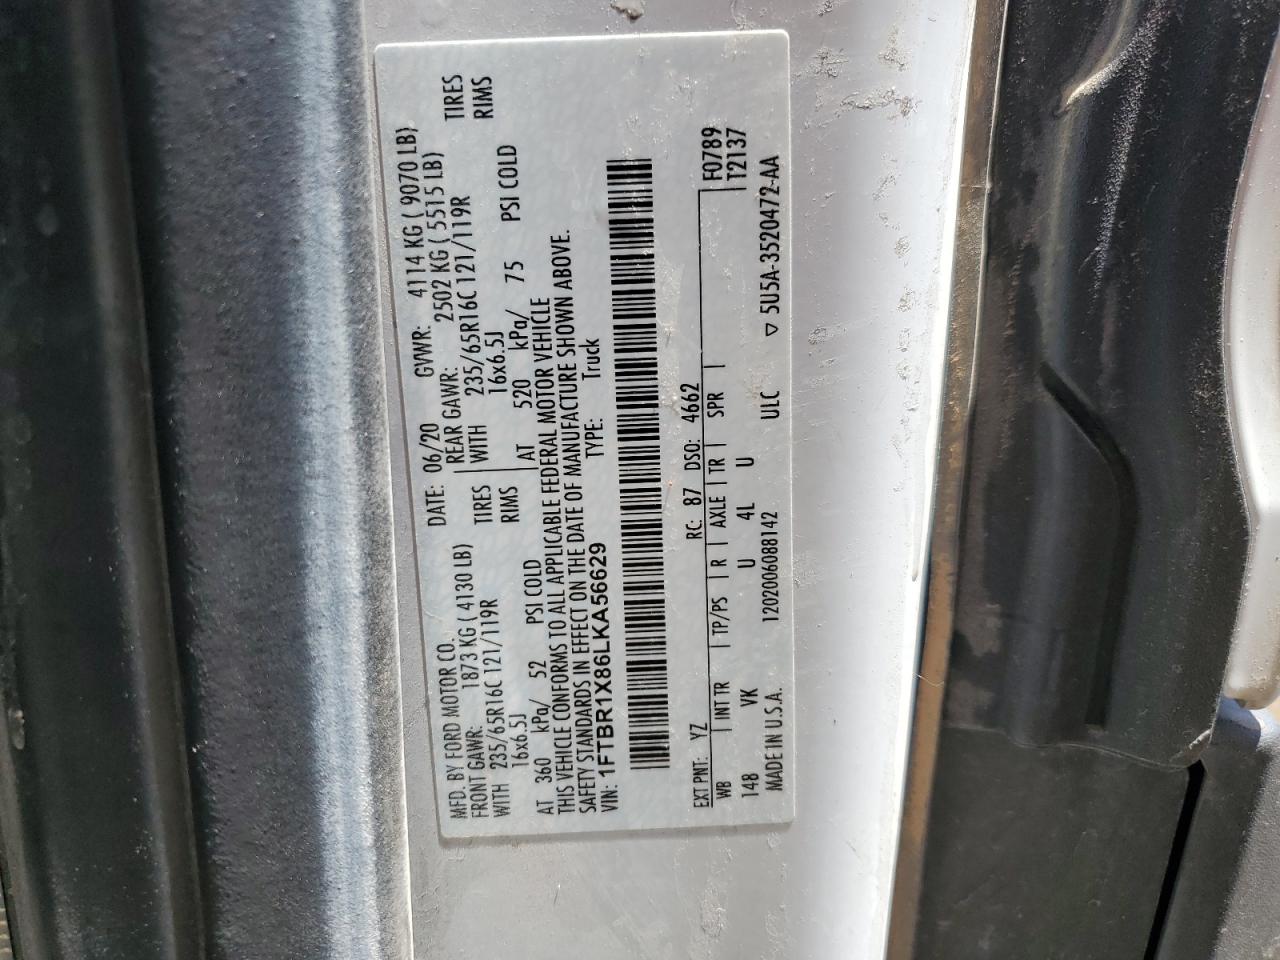 MFD. BY FORD MOTOR CO. DATE: 06/20 GVWR: 4114 KG ( 9070 LB)
FRONT GAWR: 1873 KG ( 4130 LB) REAR GAWR: 2502 KG ( 5515 LB)
WITH 235/65R16C 121/119R TIRES WITH 235/65R16C 121/119R TIRES
16x6.5J RIMS 16x6.5J RIMS
AT 360 kPa/ 52 PSI COLD AT 520 kPa/ 75 PSI COLD
THIS VEHICLE CONFORMS TO ALL APPLICABLE FEDERAL MOTOR VEHICLE
SAFETY STANDARDS IN EFFECT ON THE DATE OF MANUFACTURE SHOWN ABOVE.
VIN: 1FTBR1X86LKA56629 TYPE: Truck
EXT PNT: YZ RC: 87 DSO: 4662 F0789
WB INT TR TP/PS R AXLE TR SPR T2137
148 VK U 4L U
MADE IN U.S.A. 1202006088142 ULC ▽ 5U5A-3520472-AA